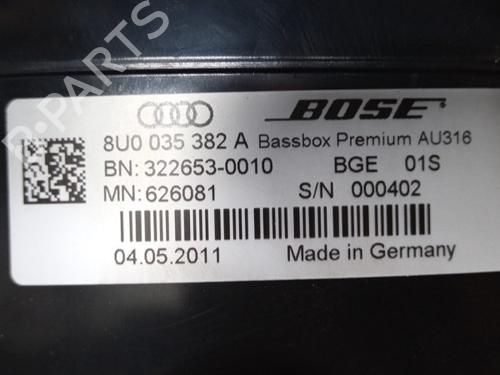 BOSE
8U0 035 382 A Bassbox Premium AU316
BN: 322653-0010 BGE 01S
MN: 626081 S/N 000402
04.05.2011 Made in Germany
B-PARTS